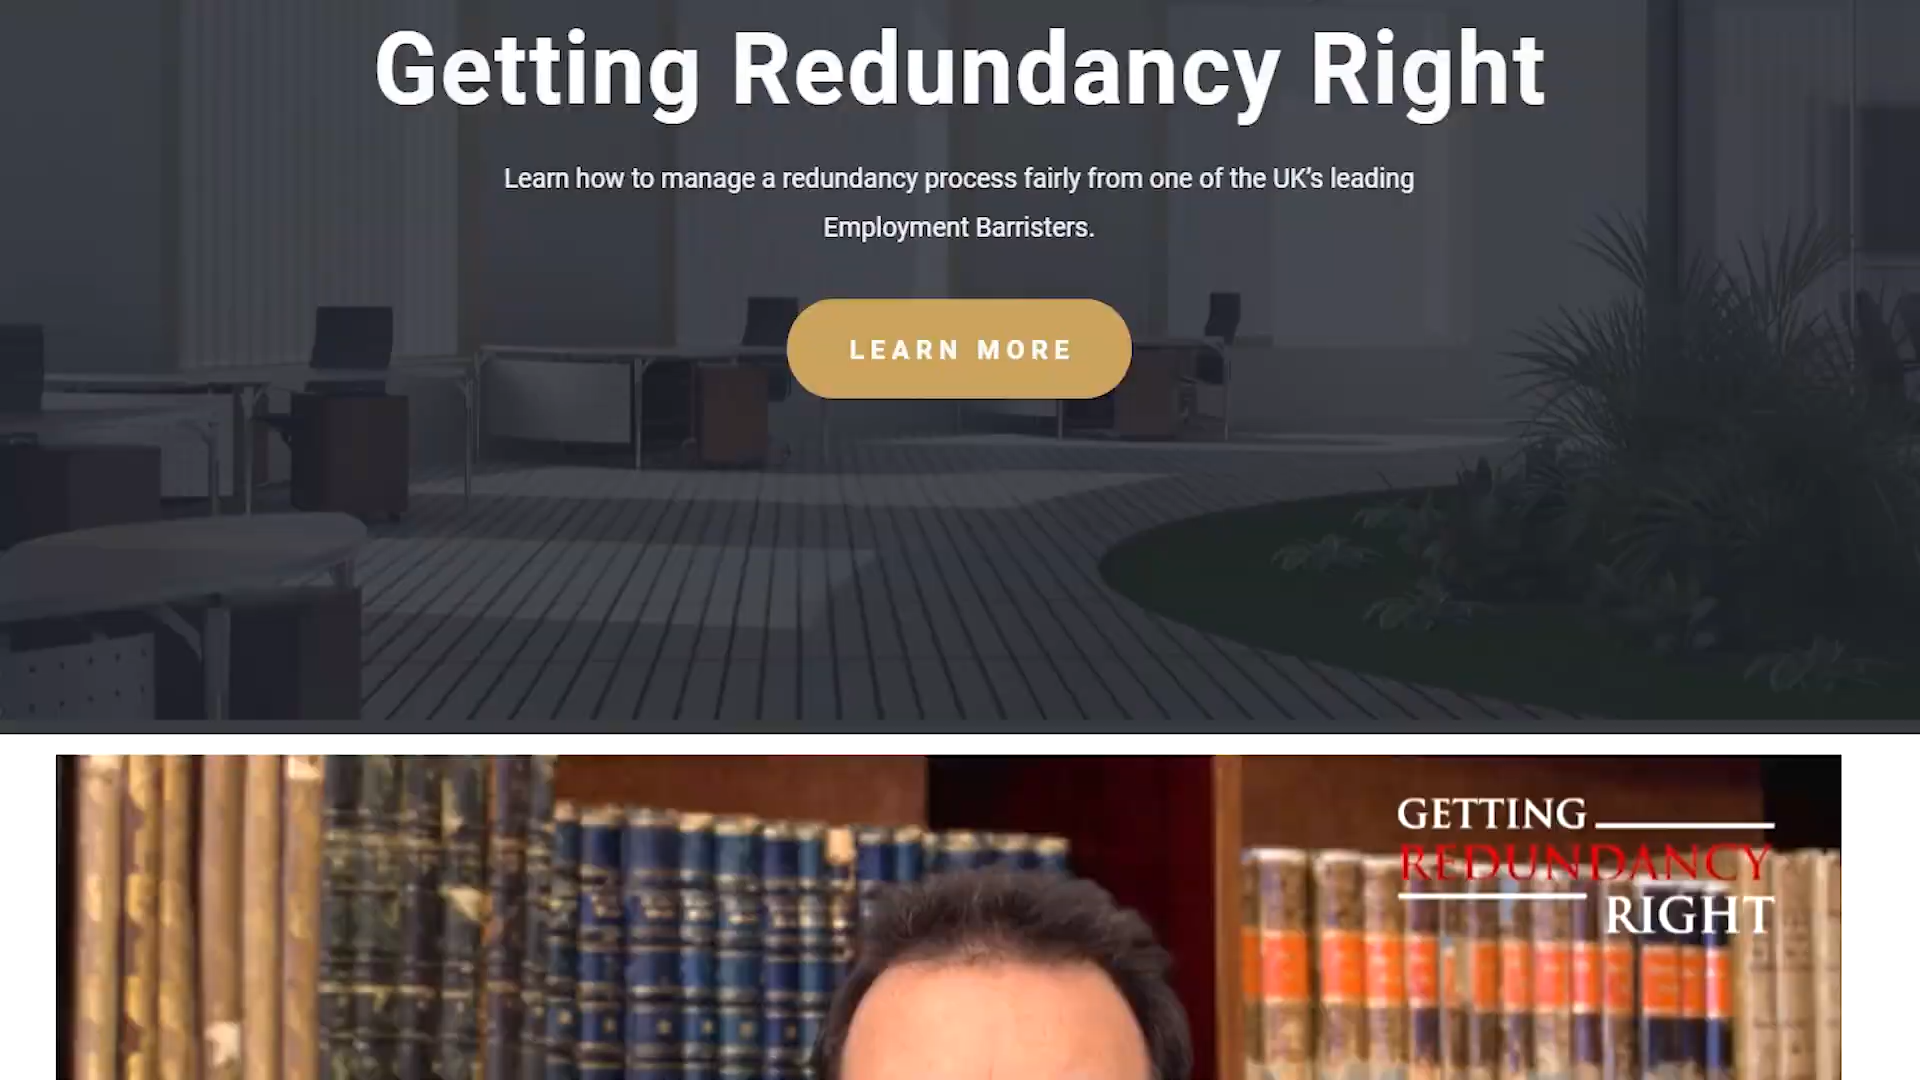 Getting Redundancy Right
Learn how to manage a redundancy process fairly from one of the UK’s leading
Employment Barristers.
LEARN MORE
GETTING
REDUNDANCY
RIGHT